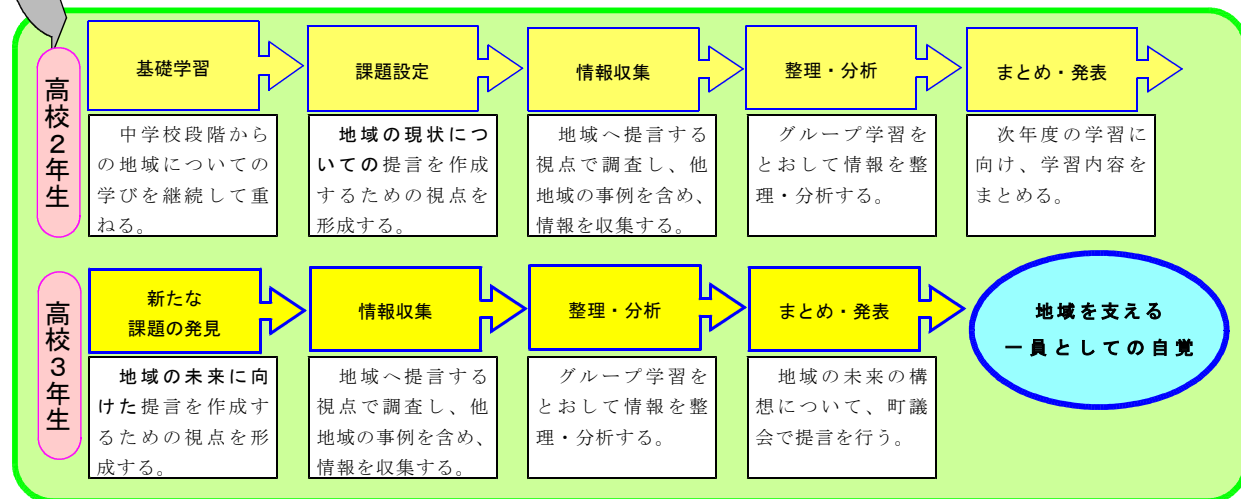 高校2年生
基礎学習
中学校段階から
の地域についての
学びを継続して重
ねる。
課題設定
地域の現状につ
いての提言を作成
するための視点を
形成する。
情報収集
地域へ提言する
視点で調査し、他
地域の事例を含め、
情報を収集する。
整理・分析
グループ学習を
とおして情報を整
理・分析する。
まとめ・発表
次年度の学習に
向け、学習内容を
まとめる。
高校3年生
新たな
課題の発見
地域の未来に向
けた提言を作成す
るための視点を形
成する。
情報収集
地域へ提言する
視点で調査し、他
地域の事例を含め、
情報を収集する。
整理・分析
グループ学習を
とおして情報を整
理・分析する。
まとめ・発表
地域の未来の構
想について、町議
会で提言を行う。
地域を支える
一員としての自覚